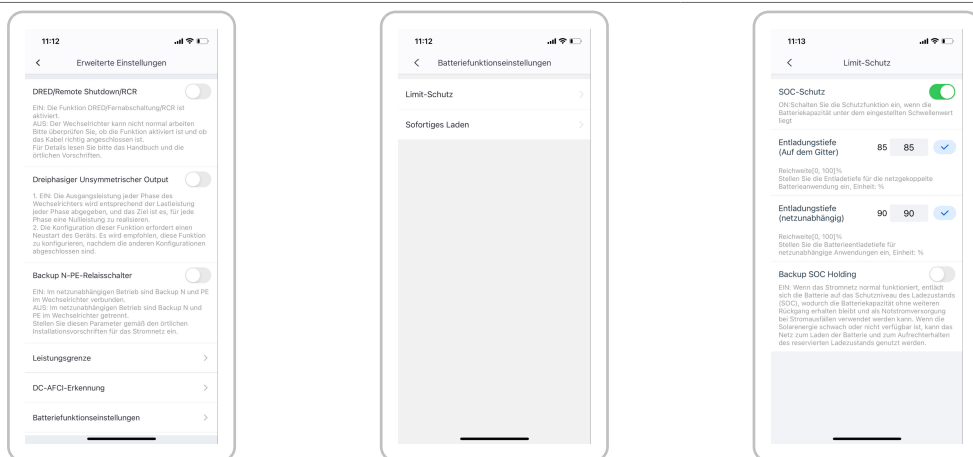 11:12
Erweiterte Einstellungen
DRED/Remote Shutdown/RCR
EIN: Die Funktion DRED/Fernabschaltung/RCR ist
aktiviert.
AUS: Der Wechselrichter kann nicht normal arbeiten
Bitte überprüfen Sie, ob die Funktion aktiviert ist und ob
das Kabel richtig angeschlossen ist.
Für Details lesen Sie bitte das Handbuch und die
örtlichen Vorschriften.
Dreiphasiger Unsymmetrischer Output
1. EIN: Die Ausgangsleistung jeder Phase des
Wechselrichters wird entsprechend der Lastleistung
jeder Phase abgegeben, und das Ziel ist es, für jede
Phase eine Nullleistung zu realisieren.
2. Die Konfiguration dieser Funktion erfordert einen
Neustart des Geräts. Es wird empfohlen, diese Funktion
zu konfigurieren, nachdem die anderen Konfigurationen
abgeschlossen sind.
Backup N-PE-Relaisschalter
EIN: Im netzunabhängigen Betrieb sind Backup N und PE
im Wechselrichter verbunden.
AUS: Im netzunabhängigen Betrieb sind Backup N und
PE im Wechselrichter getrennt.
Stellen Sie diesen Parameter gemäß den örtlichen
Installationsvorschriften für das Stromnetz ein.
Leistungsgrenze
DC-AFCI-Erkennung
Batteriefunktionseinstellungen
11:12
Batteriefunktionseinstellungen
Limit-Schutz
Sofortiges Laden
11:13
Limit-Schutz
SOC-Schutz
ON:Schalten Sie die Schutzfunktion ein, wenn die
Batteriekapazität unter dem eingestellten Schwellenwert
liegt
Entladungstiefe
(Auf dem Gitter) 85 85
Reichweite[0, 100]%
Stellen Sie die Entladetiefe für die netzgekoppelte
Batterieanwendung ein, Einheit: %
Entladungstiefe
(netzunabhängig) 90 90
Reichweite[0, 100]%
Stellen Sie die Batterieentladetiefe für
netzunabhängige Anwendungen ein, Einheit: %
Backup SOC Holding
EIN: Wenn das Stromnetz normal funktioniert, entlädt
sich die Batterie auf das Schutzniveau des Ladezustands
(SOC), wodurch die Batteriekapazität ohne weiteren
Rückgang erhalten bleibt und als Notstromversorgung
bei Stromausfällen verwendet werden kann. Wenn die
Solarenergie schwach oder nicht verfügbar ist, kann das
Netz zum Laden der Batterie und zum Aufrechterhalten
des reservierten Ladezustands genutzt werden.